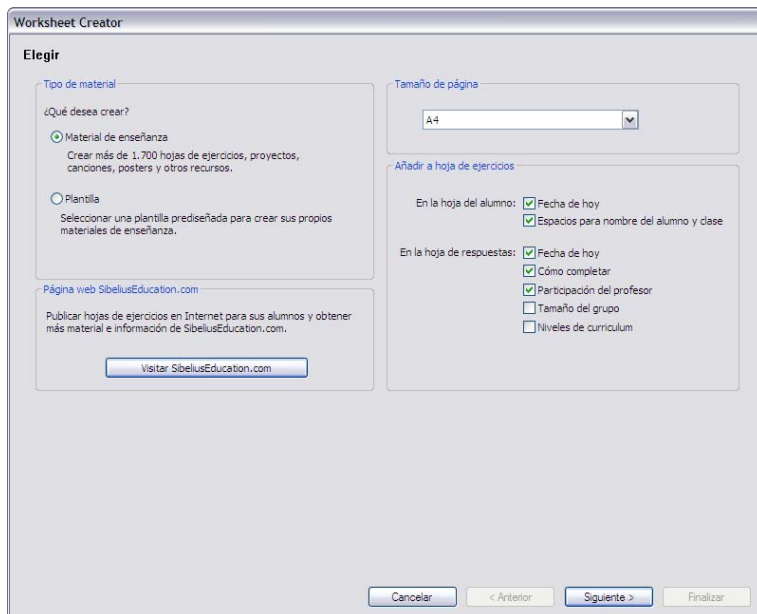 Worksheet Creator
Elegir
Tipo de material
¿Qué desea crear?
Material de enseñanza
Crear más de 1.700 hojas de ejercicios, proyectos,
canciones, posters y otros recursos.
Plantilla
Seleccionar una plantilla prediseñada para crear sus propios
materiales de enseñanza.
Página web SibeliusEducation.com
Publicar hojas de ejercicios en Internet para sus alumnos y obtener
más material e información de SibeliusEducation.com.
Visitar SibeliusEducation.com
Tamaño de página
A4
Añadir a hoja de ejercicios
En la hoja del alumno: Fecha de hoy
Espacios para nombre del alumno y clase
En la hoja de respuestas: Fecha de hoy
Cómo completar
Participación del profesor
Tamaño del grupo
Niveles de curriculum
Cancelar < Anterior Siguiente > Finalizar